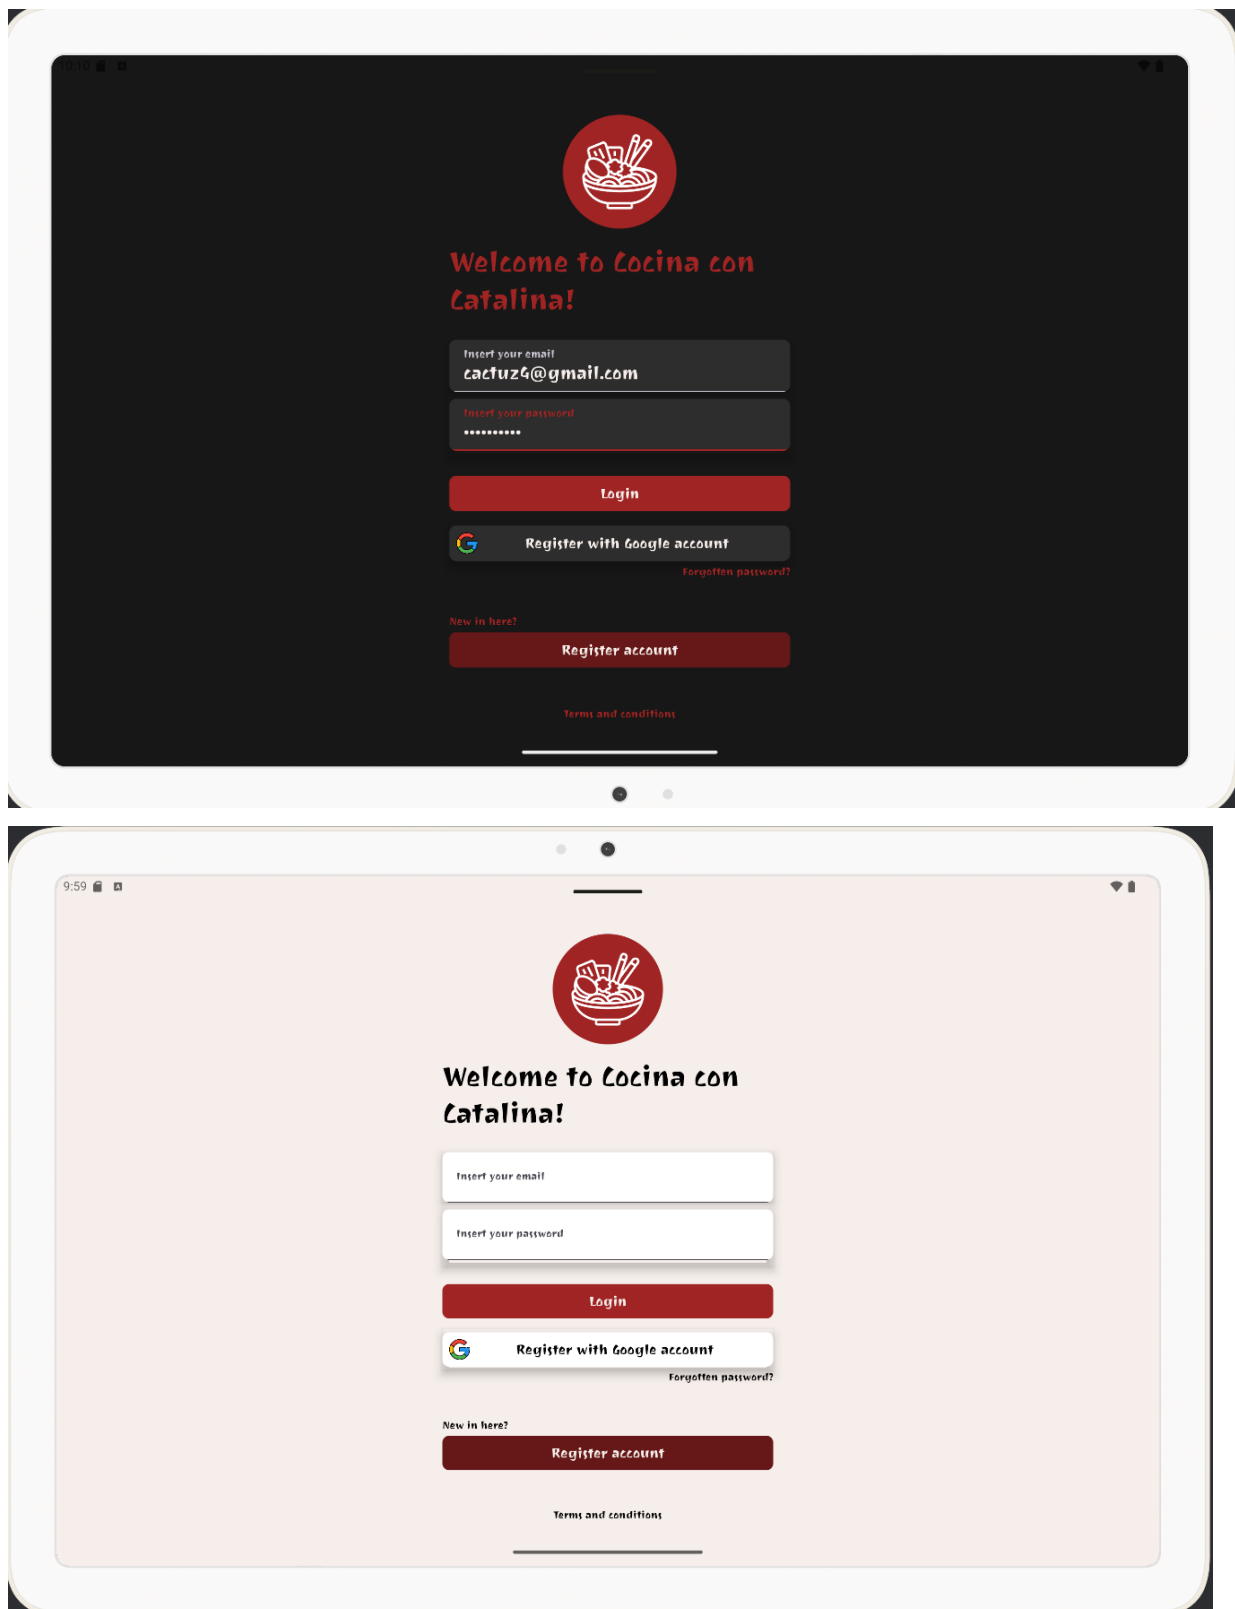 10:10
Welcome to Cocina con
Catalina!
Insert your email
cactuz4@gmail.com
Insert your password
••••••••••
Login
Register with Google account
Forgotten password?
New in here?
Register account
Terms and conditions
9:59
Welcome to Cocina con
Catalina!
Insert your email
Insert your password
Login
Register with Google account
Forgotten password?
New in here?
Register account
Terms and conditions